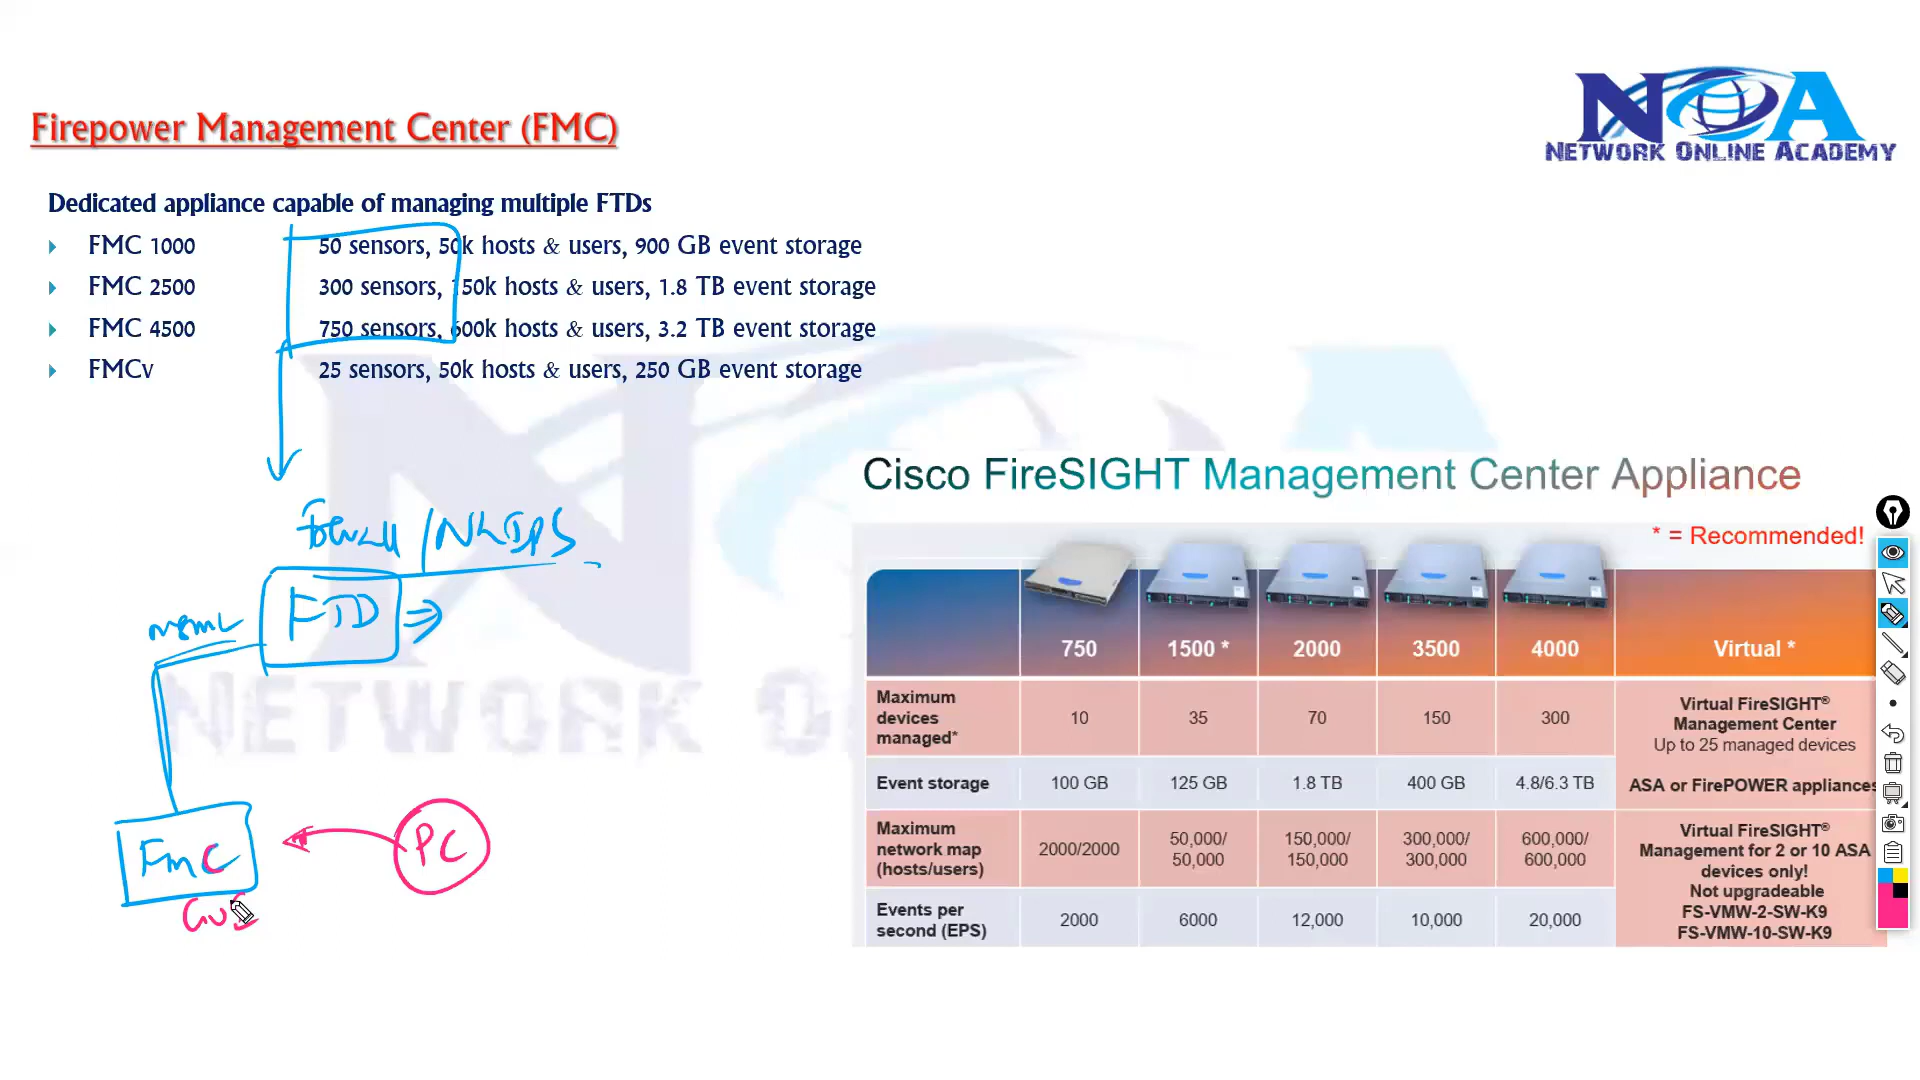 NOA
NETWORK ONLINE ACADEMY
Firepower Management Center (FMC)
Dedicated appliance capable of managing multiple FTDs
FMC 1000 50 sensors, 50k hosts & users, 900 GB event storage
FMC 2500 300 sensors, 150k hosts & users, 1.8 TB event storage
FMC 4500 750 sensors, 600k hosts & users, 3.2 TB event storage
FMCv 25 sensors, 50k hosts & users, 250 GB event storage
FTD
FMC
PC
GUI
NETWORK ONL
Cisco FireSIGHT Management Center Appliance
* = Recommended!
750 1500 * 2000 3500 4000 Virtual *
Maximum devices managed* 10 35 70 150 300
Virtual FireSIGHT® Management Center
Up to 25 managed devices
Event storage 100 GB 125 GB 1.8 TB 400 GB 4.8/6.3 TB
ASA or FirePOWER appliances
Maximum network map (hosts/users) 2000/2000 50,000/50,000 150,000/150,000 300,000/300,000 600,000/600,000
Virtual FireSIGHT®
Management for 2 or 10 ASA
devices only!
Not upgradeable
FS-VMW-2-SW-K9
FS-VMW-10-SW-K9
Events per second (EPS) 2000 6000 12,000 10,000 20,000